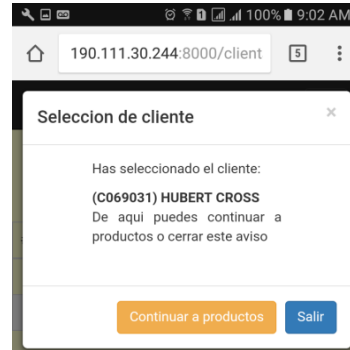 100% 9:02 AM
190.111.30.244:8000/client
5
Seleccion de cliente
×
Has seleccionado el cliente:
(C069031) HUBERT CROSS
De aqui puedes continuar a
productos o cerrar este aviso
Continuar a productos
Salir